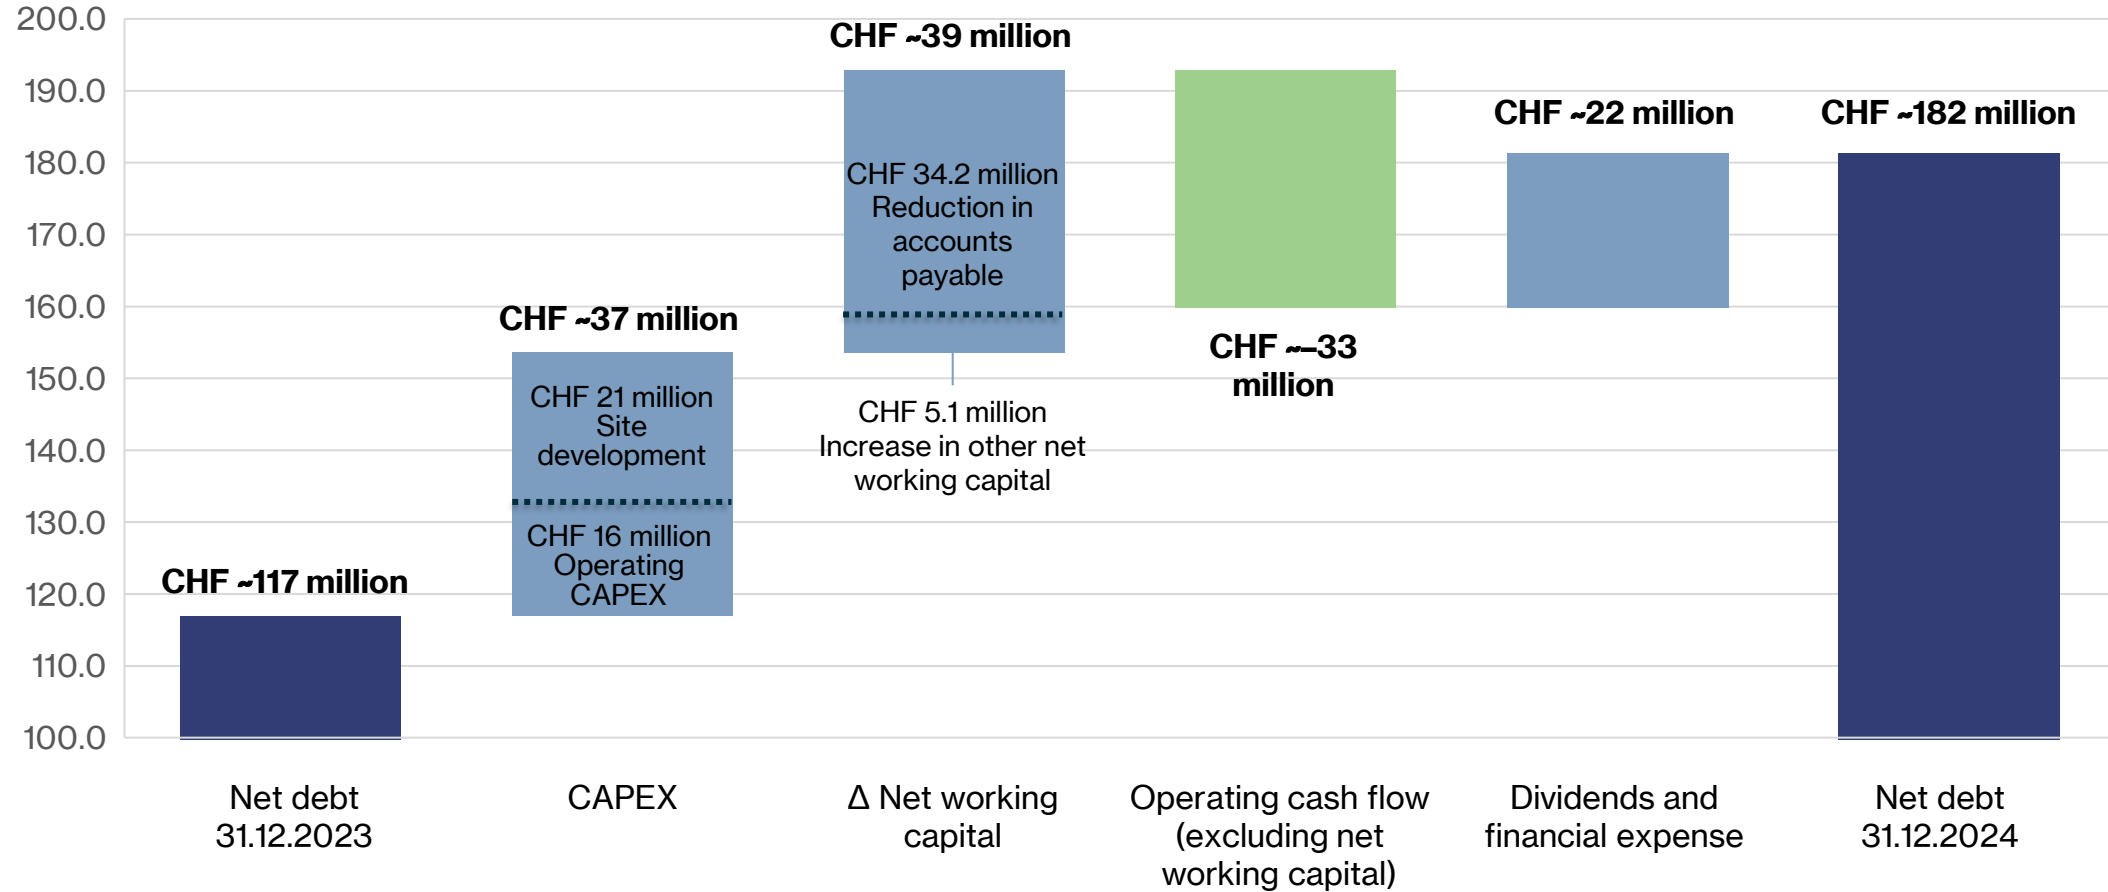 200.0
190.0
180.0
170.0
160.0
150.0
140.0
130.0
120.0
110.0
100.0
CHF ~117 million
CHF ~37 million
CHF 21 million
Site
development
CHF 16 million
Operating
CAPEX
CHF ~39 million
CHF 34.2 million
Reduction in
accounts
payable
CHF 5.1 million
Increase in other net
working capital
CHF ~–33
million
CHF ~22 million
CHF ~182 million
Net debt
31.12.2023
CAPEX
Δ Net working
capital
Operating cash flow
(excluding net
working capital)
Dividends and
financial expense
Net debt
31.12.2024